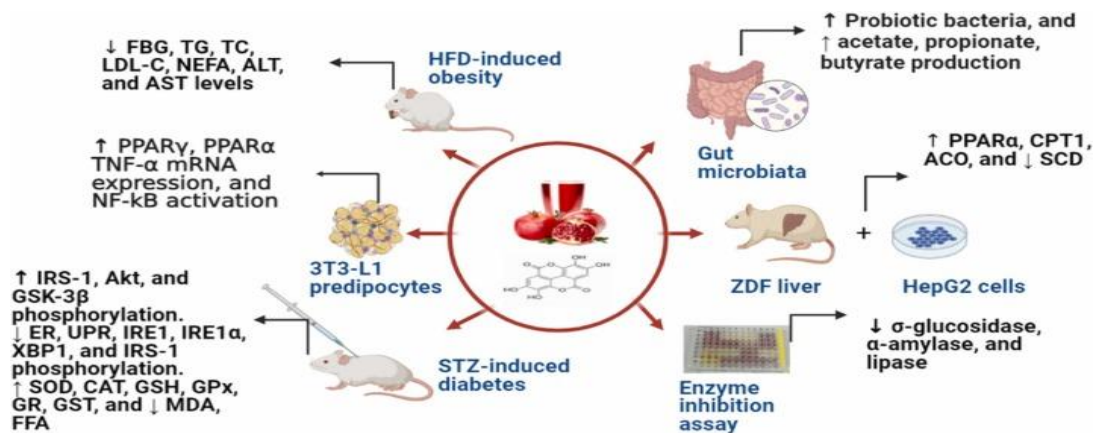 ↓ FBG, TG, TC,
LDL-C, NEFA, ALT,
and AST levels
HFD-induced
obesity
↑ Probiotic bacteria, and
↑ acetate, propionate,
butyrate production
Gut
microbiata
↑ PPARγ, PPARα
TNF-α mRNA
expression, and
NF-kB activation
3T3-L1
predipocytes
↑ PPARα, CPT1,
ACO, and ↓ SCD
ZDF liver
+
HepG2 cells
↑ IRS-1, Akt, and
GSK-3β
phosphorylation.
↓ ER, UPR, IRE1, IRE1α,
XBP1, and IRS-1
phosphorylation.
↑ SOD, CAT, GSH, GPx,
GR, GST, and ↓ MDA,
FFA
STZ-induced
diabetes
Enzyme
inhibition
assay
↓ σ-glucosidase,
α-amylase, and
lipase
O
O
OH
OH
HO
HO
O
O